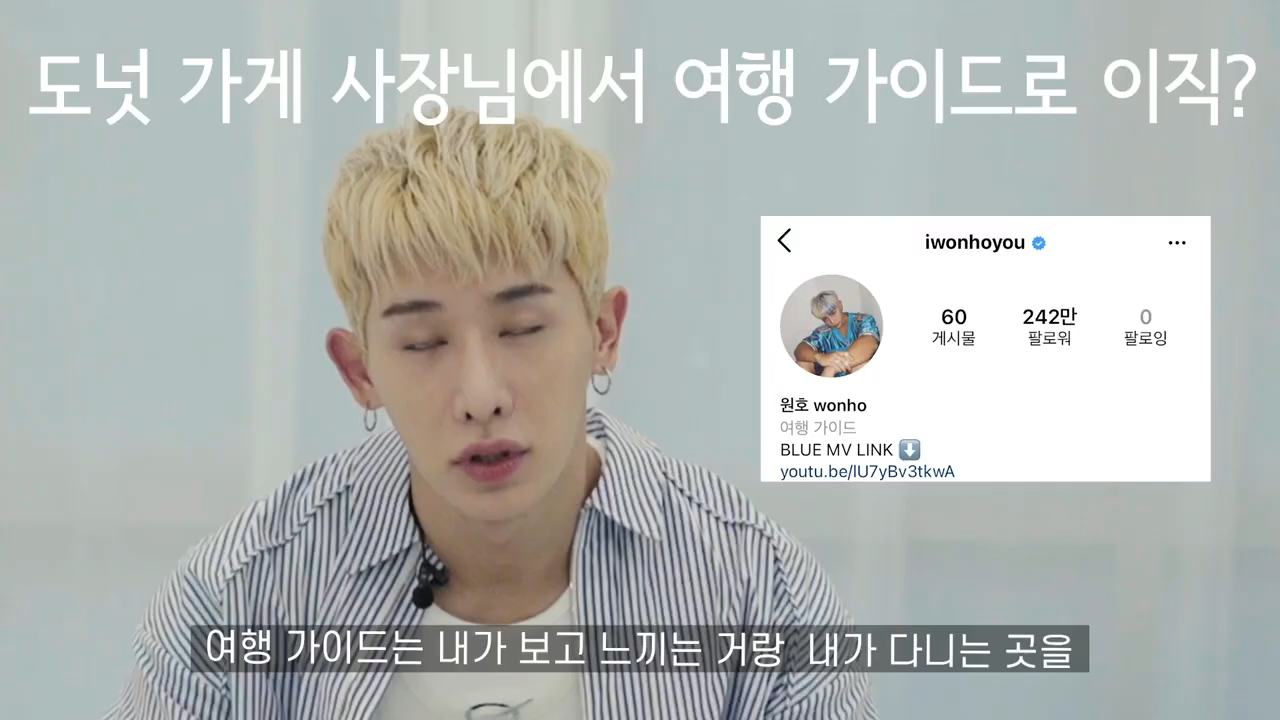 도넛 가게 사장님에서 여행 가이드로 이직?
iwonhoyou
60 242만 0
게시물 팔로워 팔로잉
원호 wonho
여행 가이드
BLUE MV LINK ⬇️
youtu.be/lU7yBv3tkwA
여행 가이드는 내가 보고 느끼는 거랑 내가 다니는 곳을